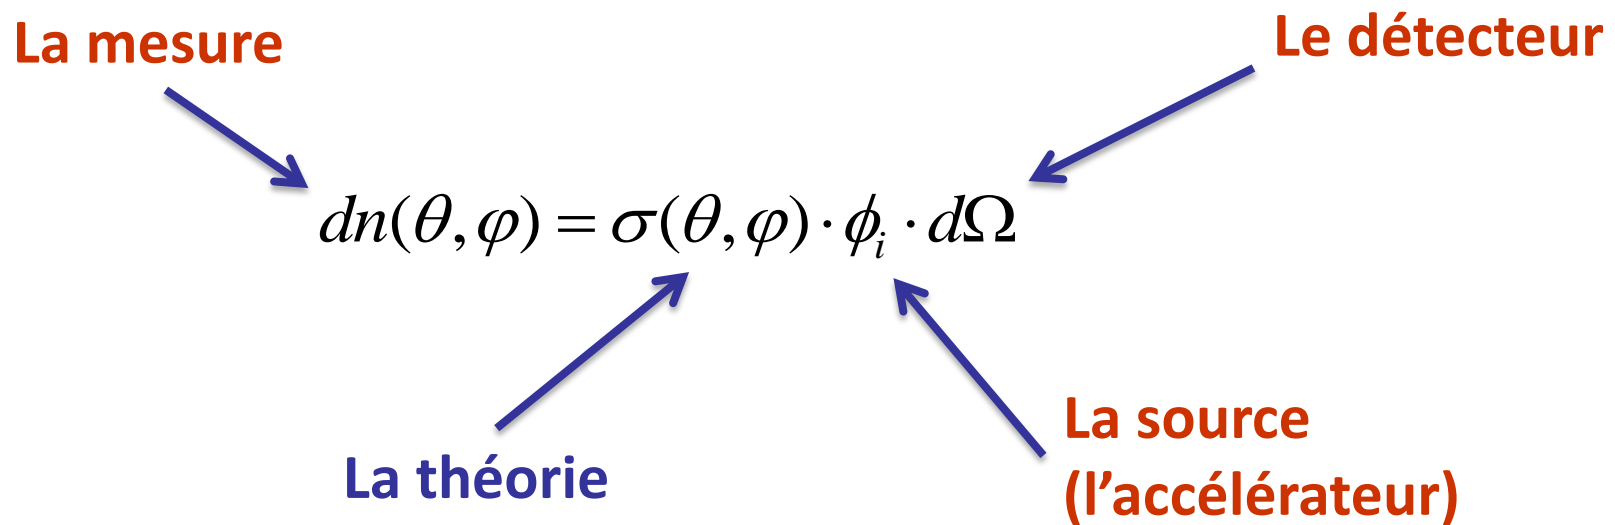 La mesure
Le détecteur
dn(θ,φ) = σ(θ,φ)·ϕᵢ·dΩ
La théorie
La source
(l’accélérateur)